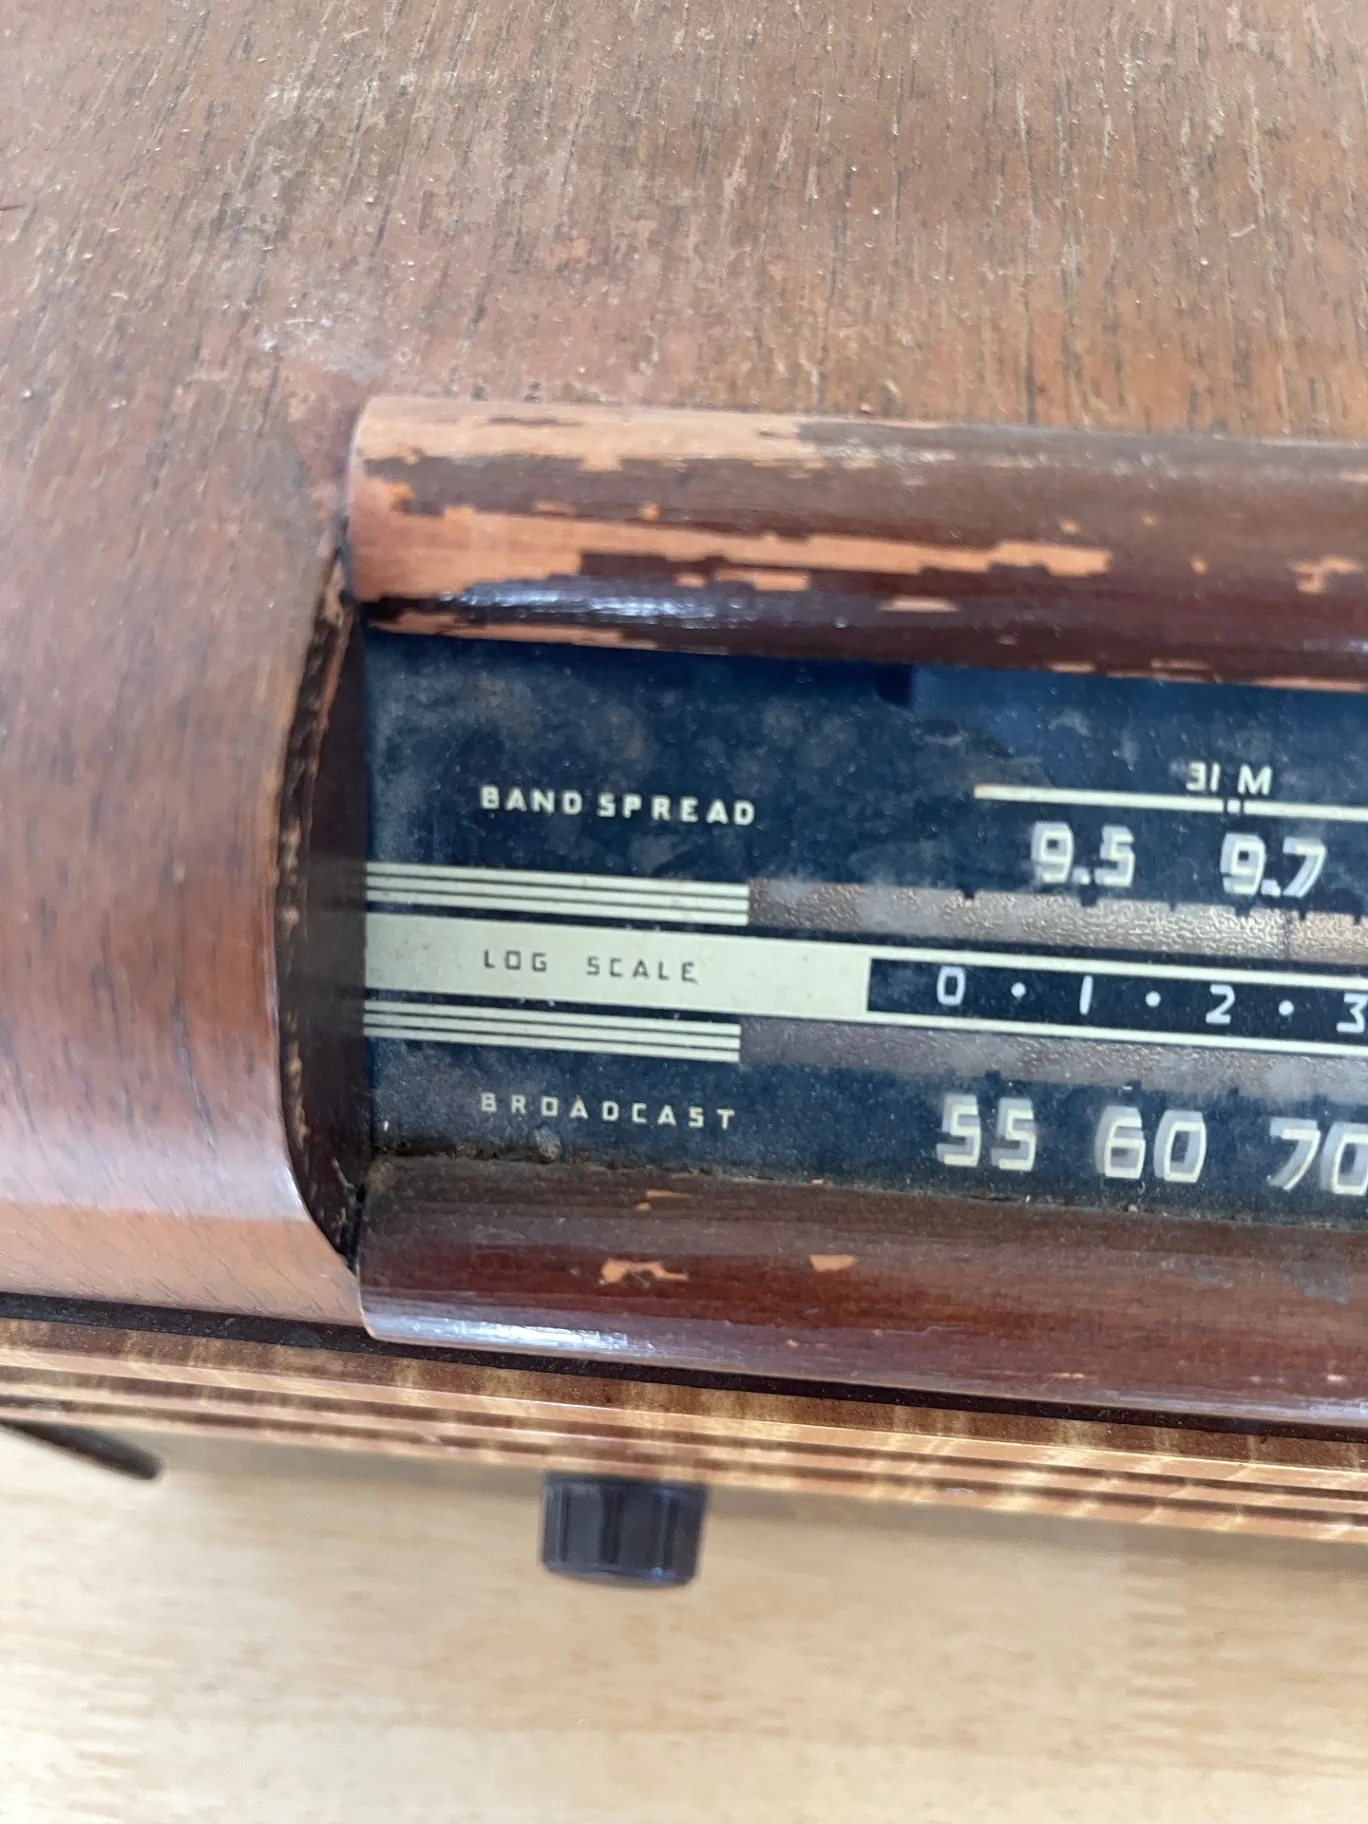 BAND SPREAD
31 M
9.5 9.7
LOG SCALE
0 • 1 • 2 • 3
BROADCAST
55 60 70